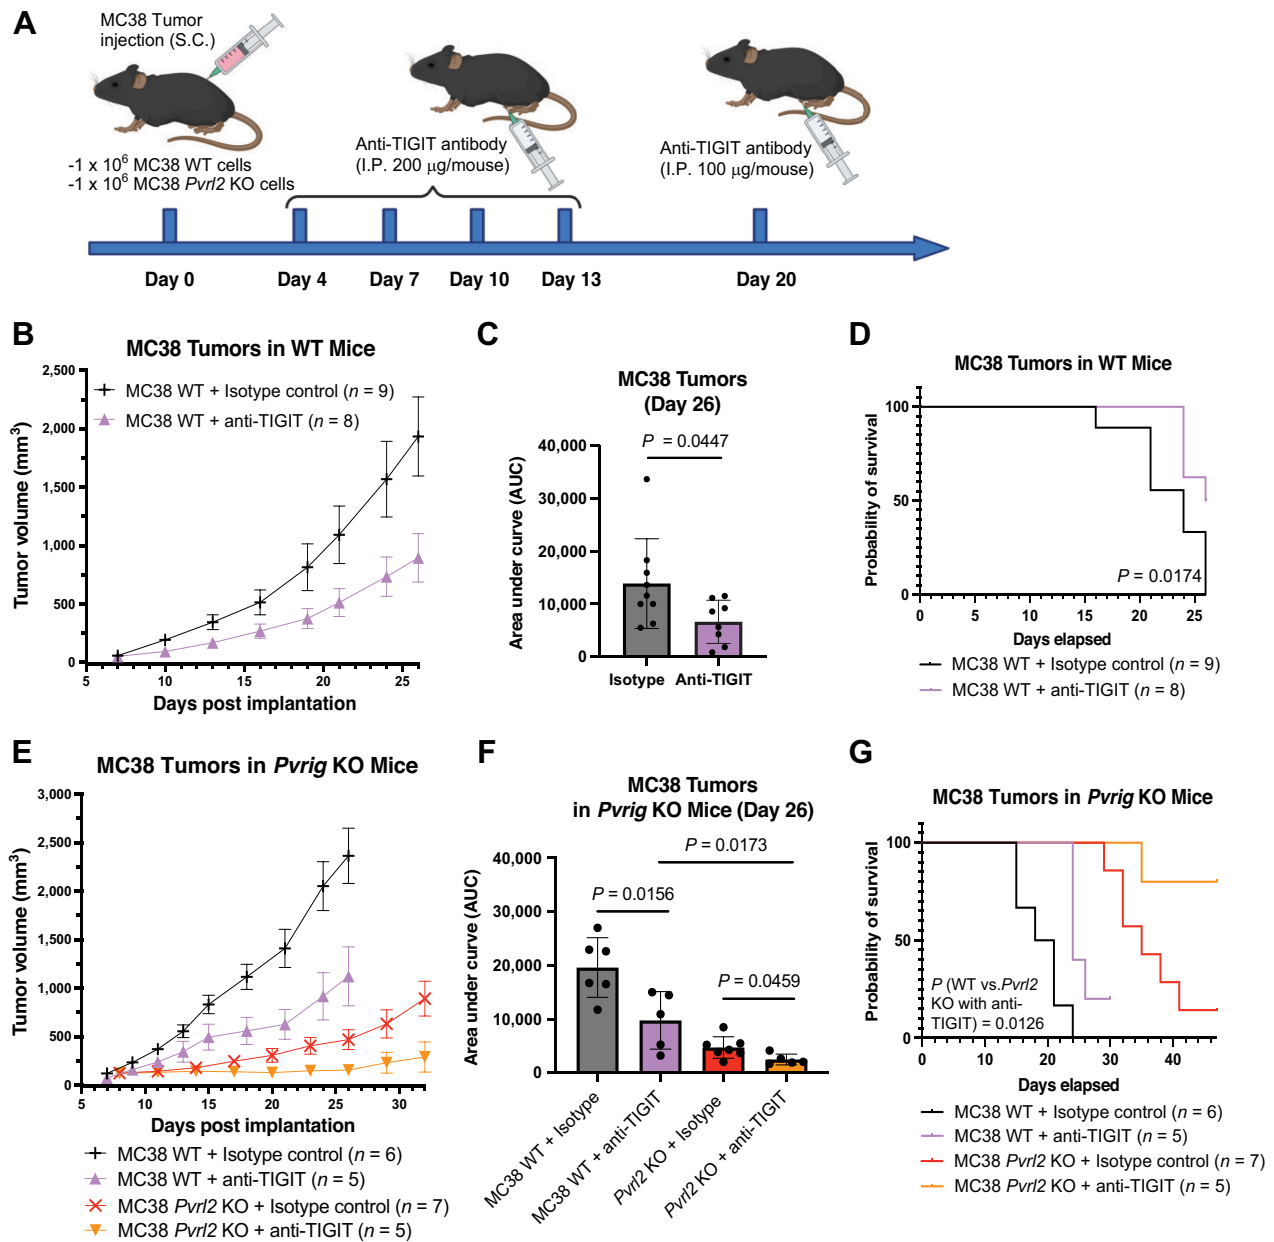 A
MC38 Tumor
injection (S.C.)
-1 x 10⁶ MC38 WT cells
-1 x 10⁶ MC38 Pvrl2 KO cells
Anti-TIGIT antibody
(I.P. 200 µg/mouse)
Anti-TIGIT antibody
(I.P. 100 µg/mouse)
Day 0
Day 4
Day 7
Day 10
Day 13
Day 20
B
MC38 Tumors in WT Mice
MC38 WT + Isotype control (n = 9)
MC38 WT + anti-TIGIT (n = 8)
Tumor volume (mm³)
2,500
2,000
1,500
1,000
500
0
5 10 15 20 25
Days post implantation
C
MC38 Tumors
(Day 26)
P = 0.0447
Area under curve (AUC)
40,000
30,000
20,000
10,000
0
Isotype Anti-TIGIT
D
MC38 Tumors in WT Mice
Probability of survival
100
50
0
P = 0.0174
0 5 10 15 20 25
Days elapsed
MC38 WT + Isotype control (n = 9)
MC38 WT + anti-TIGIT (n = 8)
E
MC38 Tumors in Pvrig KO Mice
Tumor volume (mm³)
3,000
2,500
2,000
1,500
1,000
500
0
5 10 15 20 25 30
Days post implantation
MC38 WT + Isotype control (n = 6)
MC38 WT + anti-TIGIT (n = 5)
MC38 Pvrl2 KO + Isotype control (n = 7)
MC38 Pvrl2 KO + anti-TIGIT (n = 5)
F
MC38 Tumors
in Pvrig KO Mice (Day 26)
P = 0.0173
P = 0.0156
P = 0.0459
Area under curve (AUC)
40,000
30,000
20,000
10,000
0
MC38 WT + Isotype
MC38 WT + anti-TIGIT
Pvrl2 KO + Isotype
Pvrl2 KO + anti-TIGIT
G
MC38 Tumors in Pvrig KO Mice
Probability of survival
100
50
0
P (WT vs.Pvrl2
KO with anti-
TIGIT) = 0.0126
0 10 20 30 40
Days elapsed
MC38 WT + Isotype control (n = 6)
MC38 WT + anti-TIGIT (n = 5)
MC38 Pvrl2 KO + Isotype control (n = 7)
MC38 Pvrl2 KO + anti-TIGIT (n = 5)